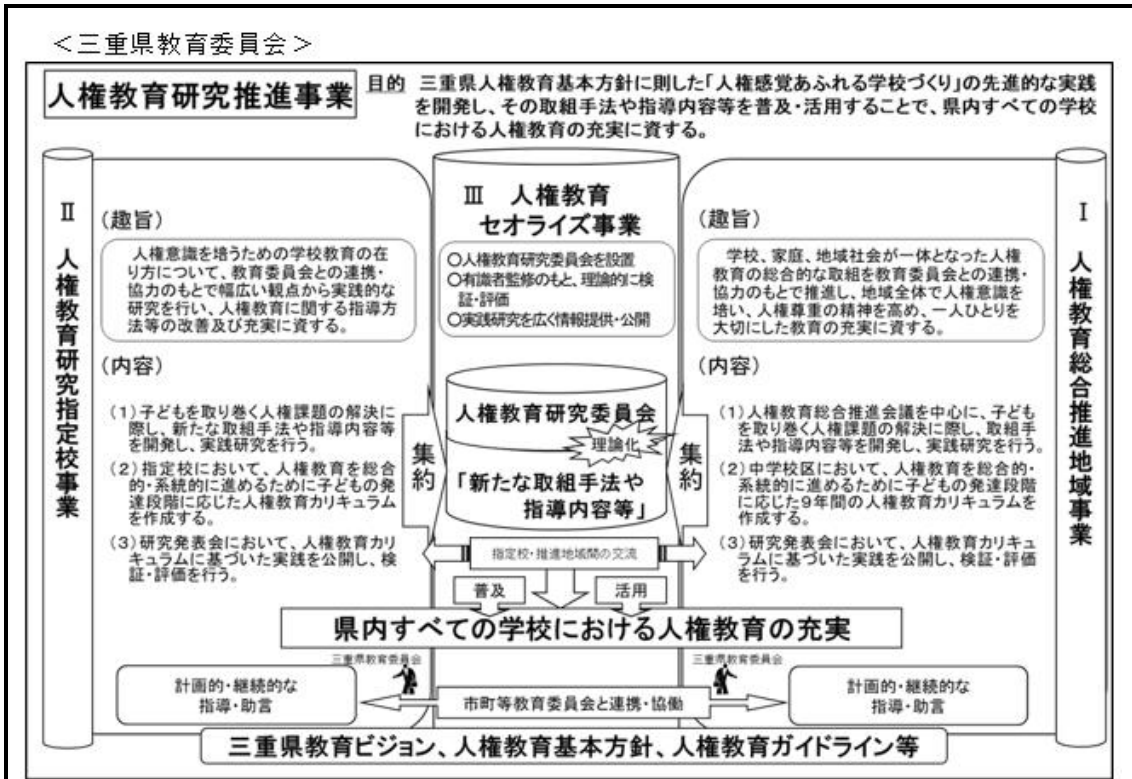 ＜三重県教育委員会＞
人権教育研究推進事業
目的 三重県人権教育基本方針に則した「人権感覚あふれる学校づくり」の先進的な実践
を開発し、その取組手法や指導内容等を普及・活用することで、県内すべての学校
における人権教育の充実に資する。
Ⅱ 人権教育研究指定校事業
（趣旨）
人権意識を培うための学校教育の在
り方について、教育委員会との連携・
協力のもとで幅広い観点から実践的な
研究を行い、人権教育に関する指導方
法等の改善及び充実に資する。
（内容）
（１）子どもを取り巻く人権課題の解決に
際し、新たな取組手法や指導内容等
を開発し、実践研究を行う。
（２）指定校において、人権教育を総合
的・系統的に進めるために子どもの発
達段階に応じた人権教育カリキュラム
を作成する。
（３）研究発表会において、人権教育カリ
キュラムに基づいた実践を公開し、検
証・評価を行う。
Ⅲ 人権教育
セオライズ事業
○人権教育研究委員会を設置
○有識者監修のもと、理論的に検
証・評価
○実践研究を広く情報提供・公開
人権教育研究委員会
理論化
「新たな取組手法や
指導内容等」
集約
集約
指定校・推進地域間の交流
普及
活用
Ⅰ 人権教育総合推進地域事業
（趣旨）
学校、家庭、地域社会が一体となった人権
教育の総合的な取組を教育委員会との連携・
協力のもとで推進し、地域全体で人権意識を
培い、人権尊重の精神を高め、一人ひとりを
大切にした教育の充実に資する。
（内容）
（１）人権教育総合推進会議を中心に、子ども
を取り巻く人権課題の解決に際し、取組手
法や指導内容等を開発し、実践研究を行う。
（２）中学校区において、人権教育を総合的・
系統的に進めるために子どもの発達段階
に応じた9年間の人権教育カリキュラムを
作成する。
（３）研究発表会において、人権教育カリキュ
ラムに基づいた実践を公開し、検証・評価
を行う。
県内すべての学校における人権教育の充実
三重県教育委員会
三重県教育委員会
計画的・継続的な
指導・助言
市町等教育委員会と連携・協働
計画的・継続的な
指導・助言
三重県教育ビジョン、人権教育基本方針、人権教育ガイドライン等